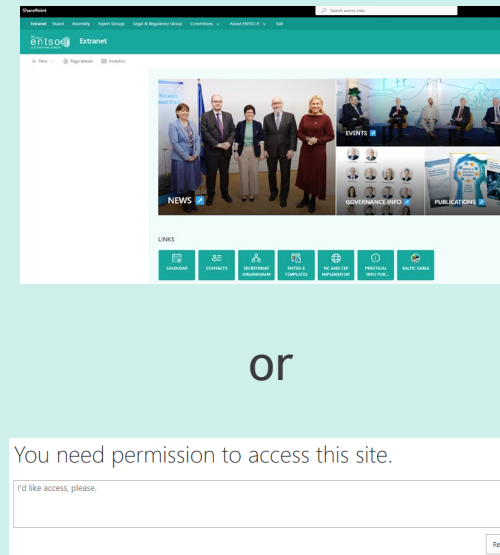 SharePoint
Search across sites
Extranet Board Assembly Expert Groups Legal & Regulatory Group Committees About ENTSO-E Edit
entsoe Extranet
+ New Page details Analytics
EVENTS
NEWS
GOVERNANCE INFO
PUBLICATIONS
LINKS
CALENDAR
CONTACTS
SECRETARIAT
ORGANIGRAM
ENTSO-E
TEMPLATES
NC AND CEP
IMPLEMENTAT
PRACTICAL
INFO FOR...
BALTIC CABLE
or
You need permission to access this site.
I'd like access, please.
Re